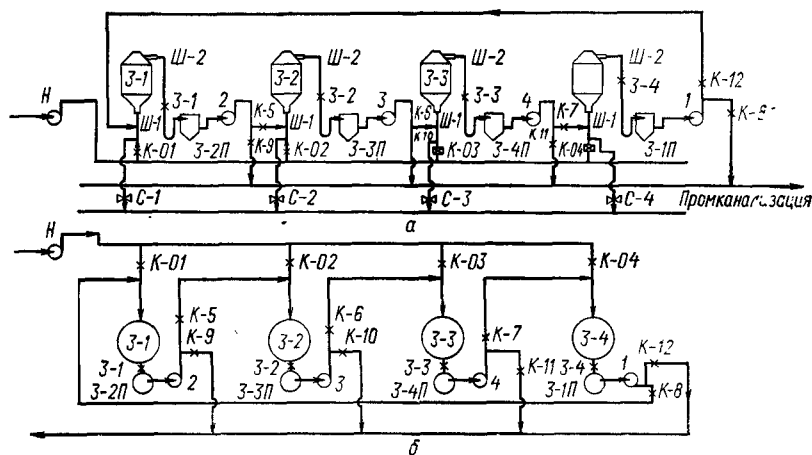 Ш-2 Ш-2 Ш-2 Ш-2
З-1 З-2 З-3
К-12
Н З-1 2 З-2 3 З-3 4 З-4 1
К-5 К-7
Ш-1 Ш-1 Ш-1 Ш-1
К-9 К10 К11
К-01 К-02 К-03 К-04
З-2П З-3П З-4П З-1П
С-1 С-2 С-3 С-4
Промканализация
а
Н
К-01 К-02 К-03 К-04
К-5 К-6 К-7
К-9 К-10 К-12
З-1 З-2 З-3 З-4
З-1 З-2 З-3 К-11 З-4 1
К-8
З-2П 2 З-3П 3 З-4П 4 З-1П
б